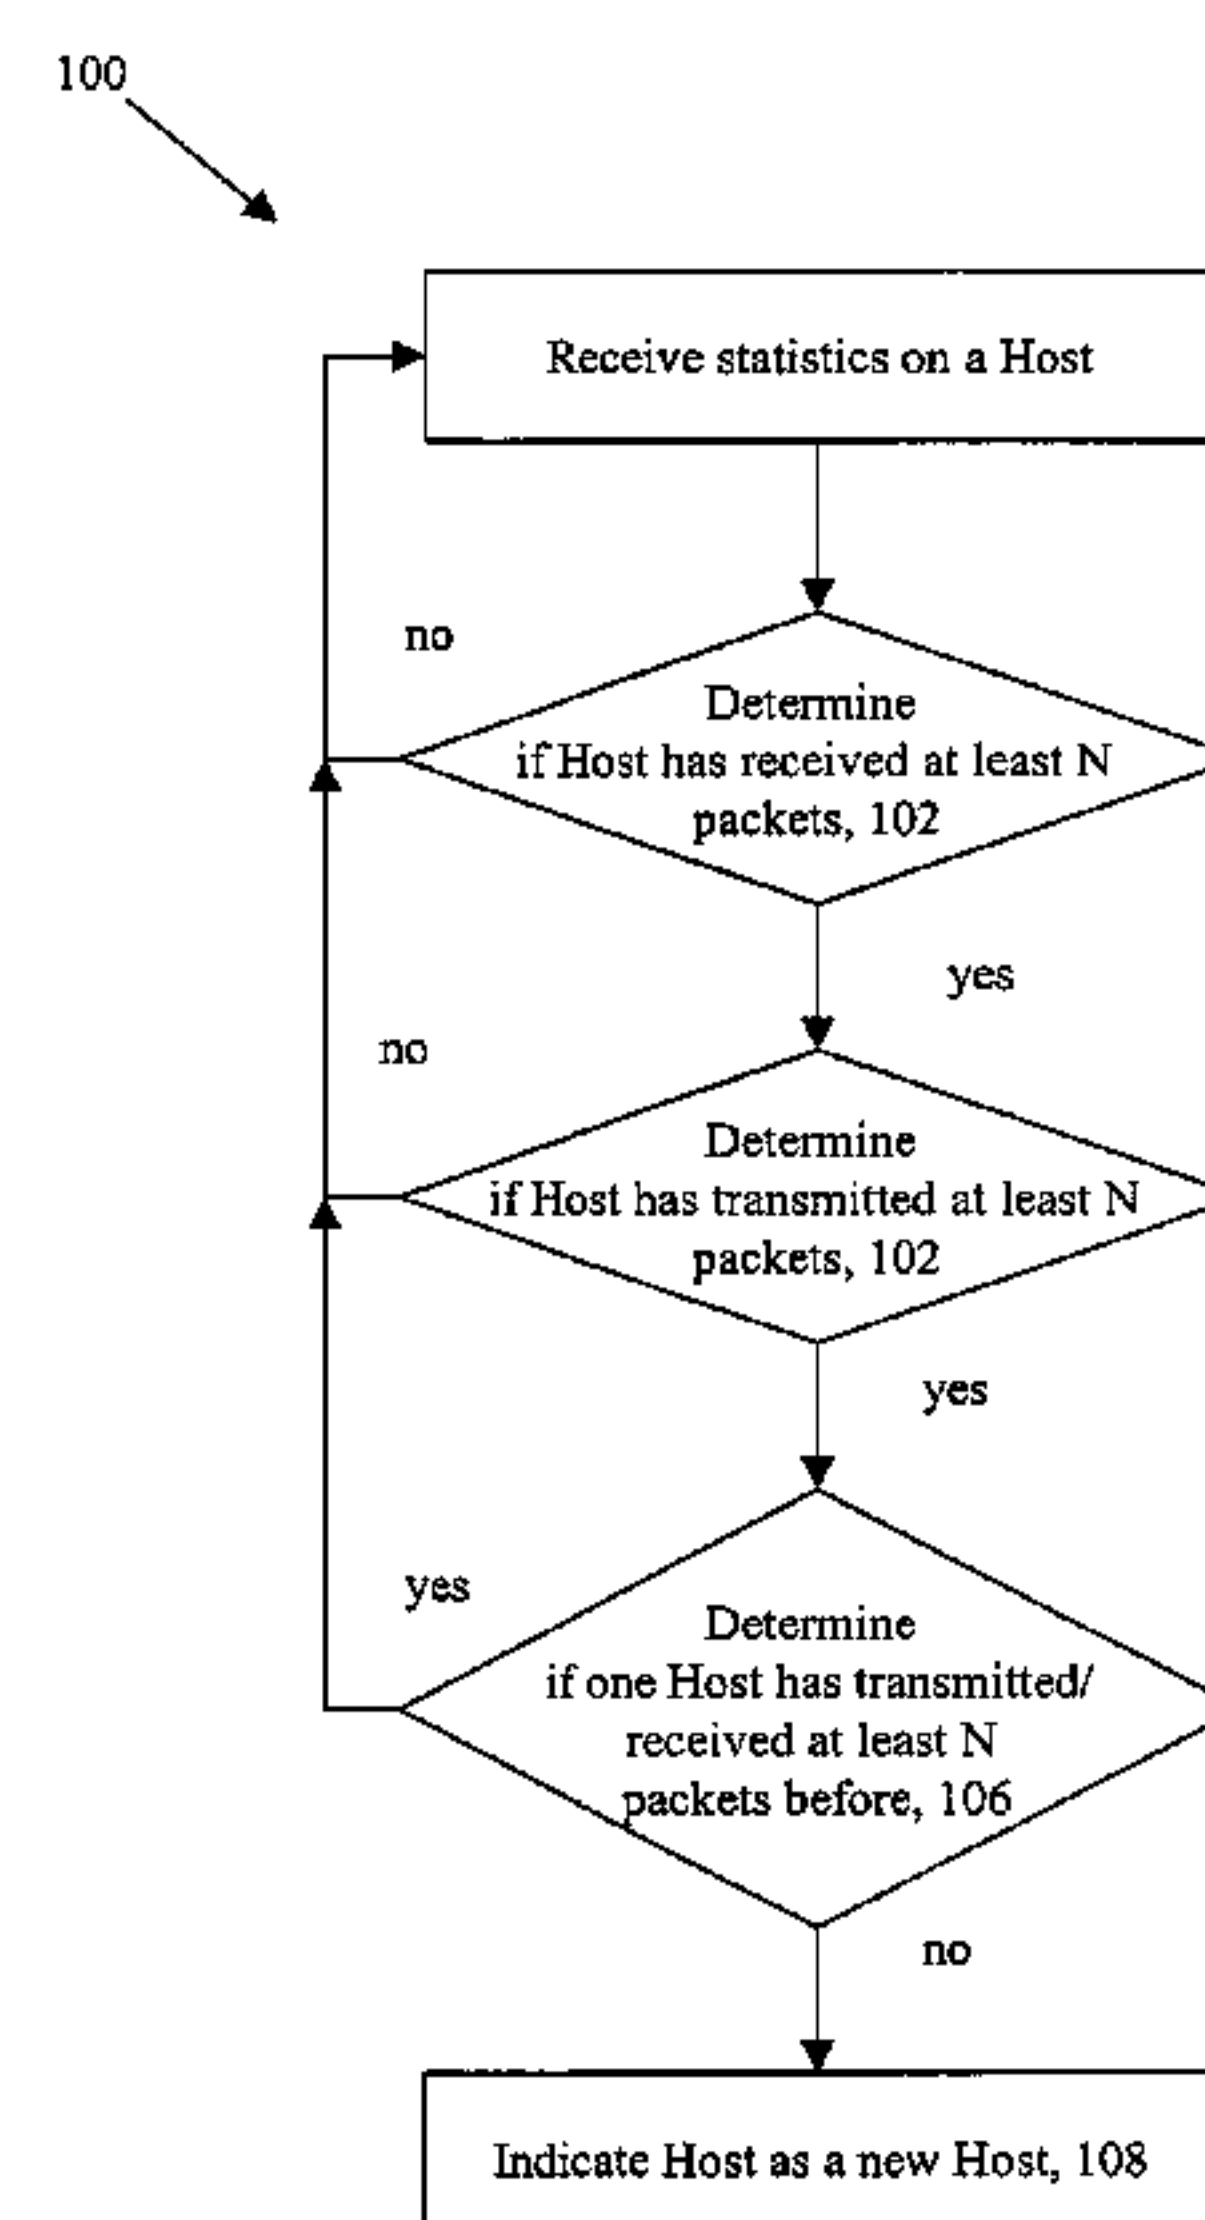 100
Receive statistics on a Host
no
Determine
if Host has received at least N
packets, 102
yes
no
Determine
if Host has transmitted at least N
packets, 102
yes
yes
Determine
if one Host has transmitted/
received at least N
packets before, 106
no
Indicate Host as a new Host, 108